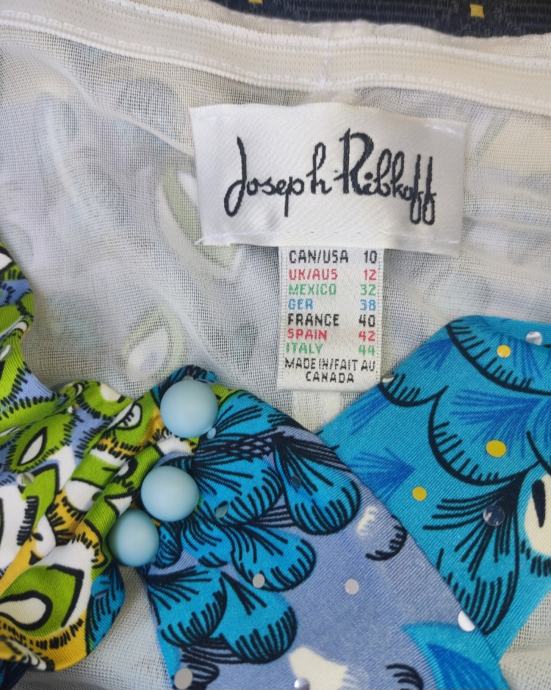 Joseph Ribkoff
CAN/USA 10
UK/AUS 12
MEXICO 32
GER 38
FRANCE 40
SPAIN 42
ITALY 44
MADE IN/FAIT AU
CANADA